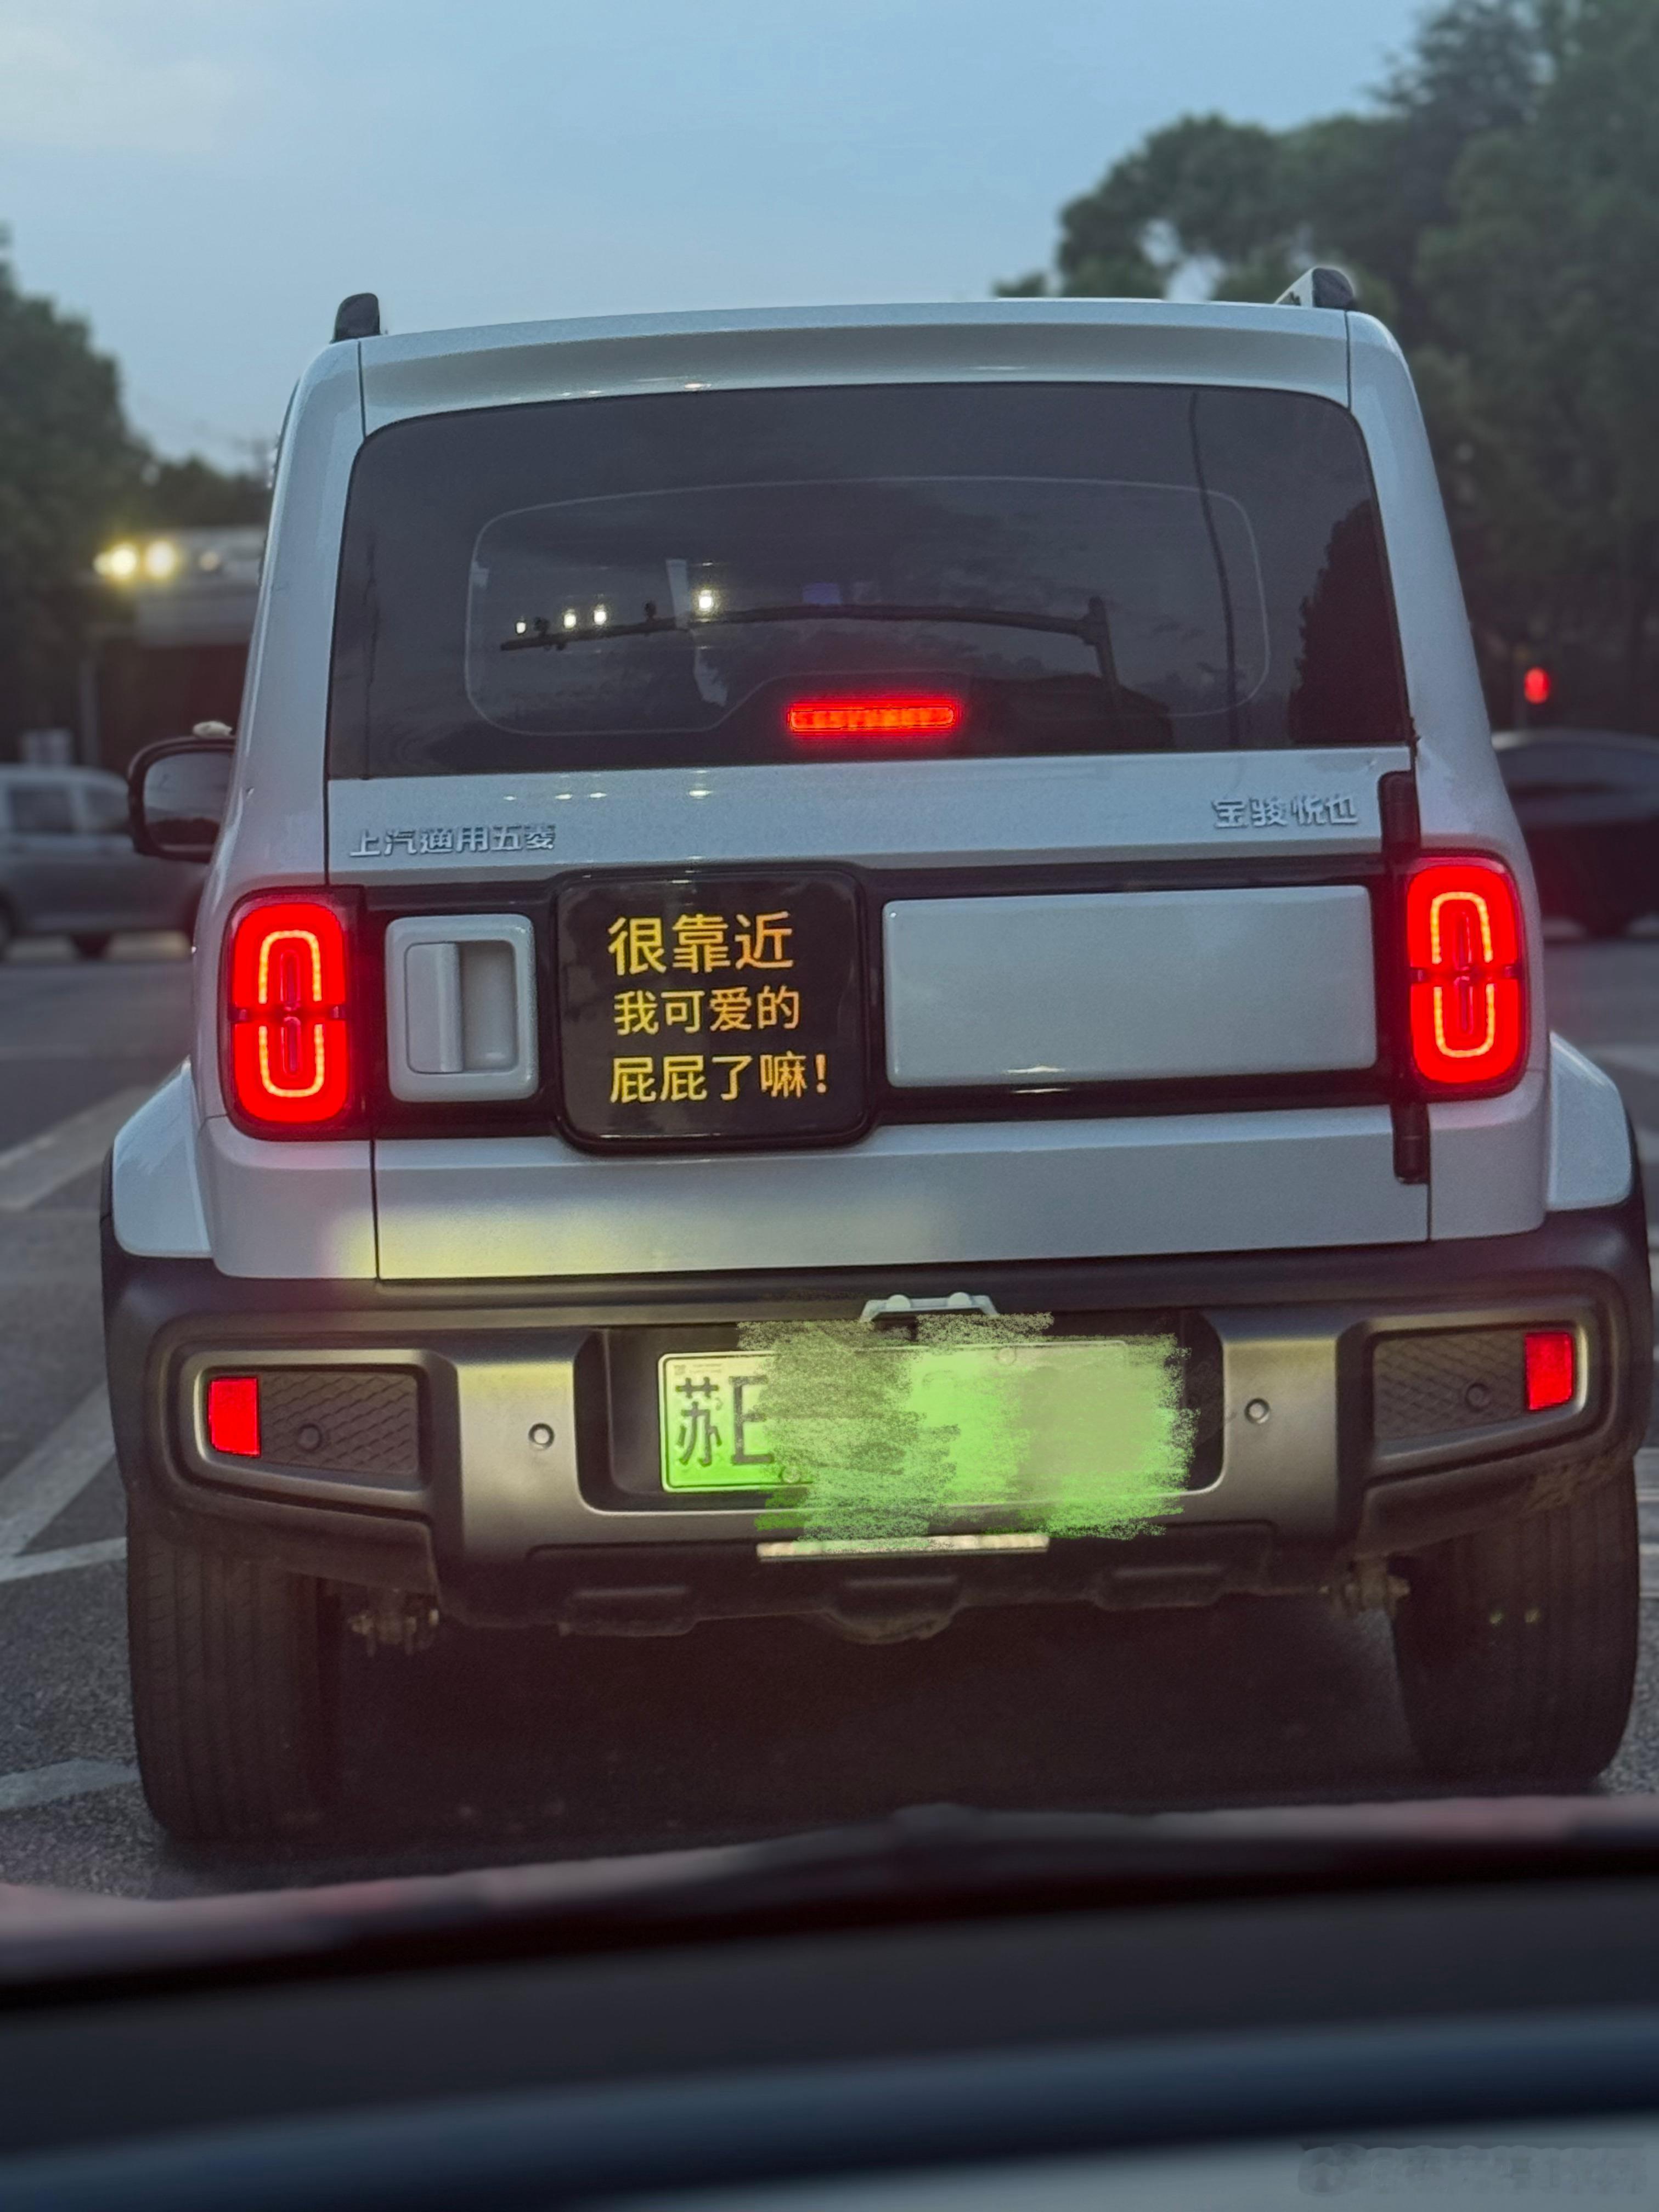 上汽通用五菱
宝骏悦也
很靠近
我可爱的
屁屁了嘛！
苏E